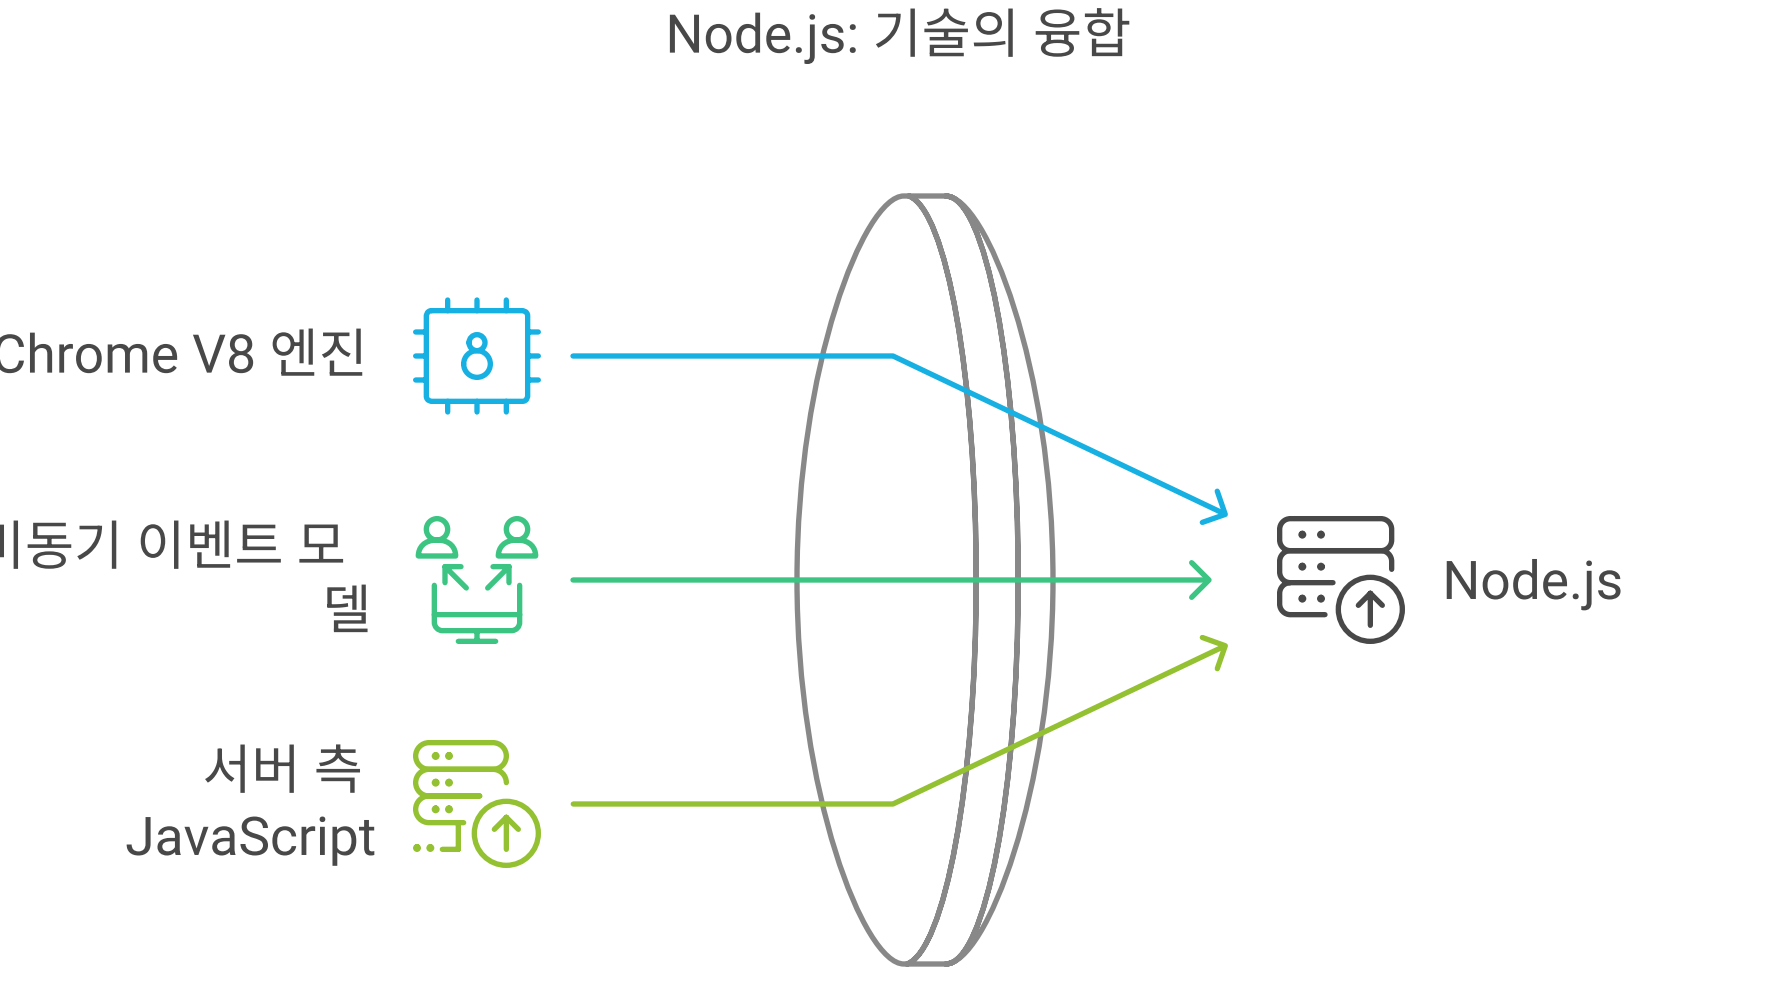 Node.js: 기술의 융합
Chrome V8 엔진
8
비동기 이벤트 모
델
Node.js
서버 측
JavaScript